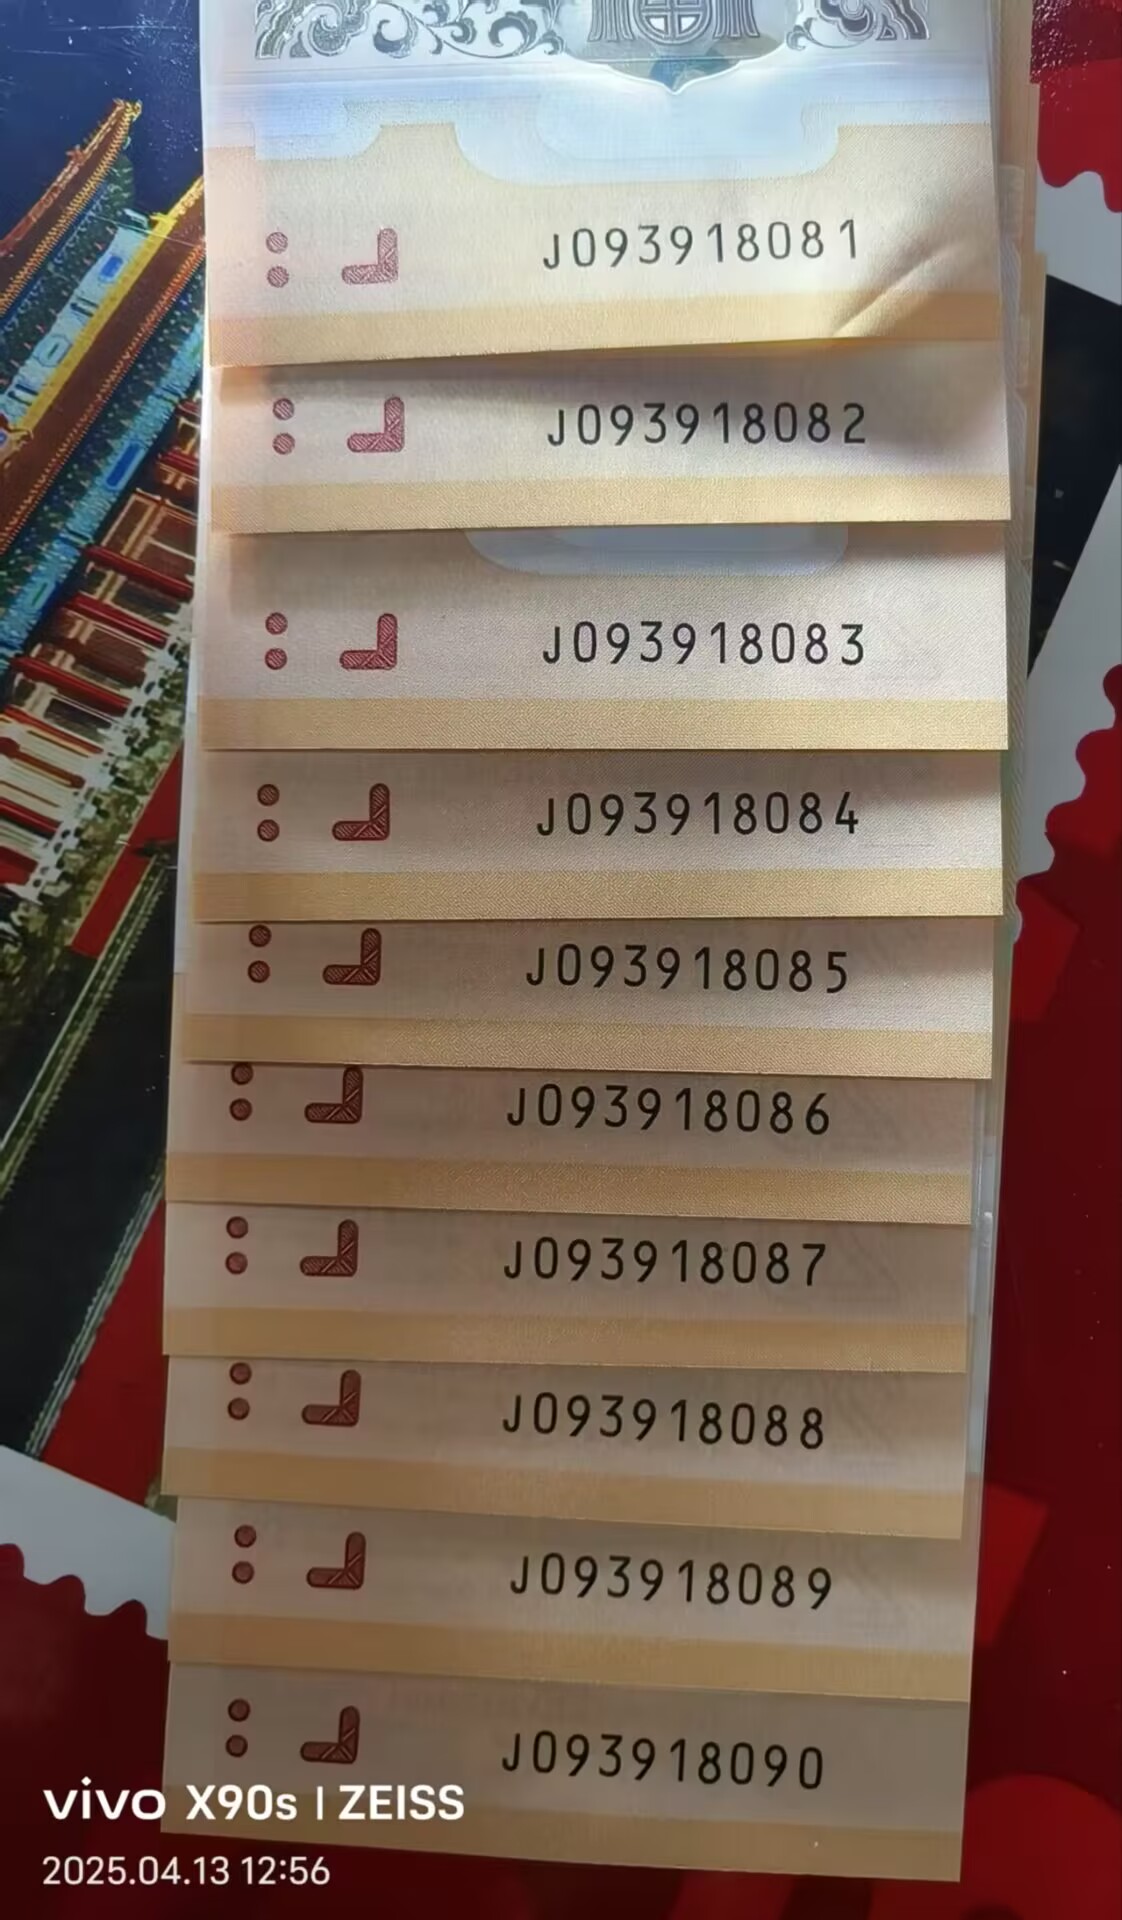 J093918081
J093918082
J093918083
J093918084
J093918085
J093918086
J093918087
J093918088
J093918089
J093918090
vivo X90s | ZEISS
2025.04.13 12:56